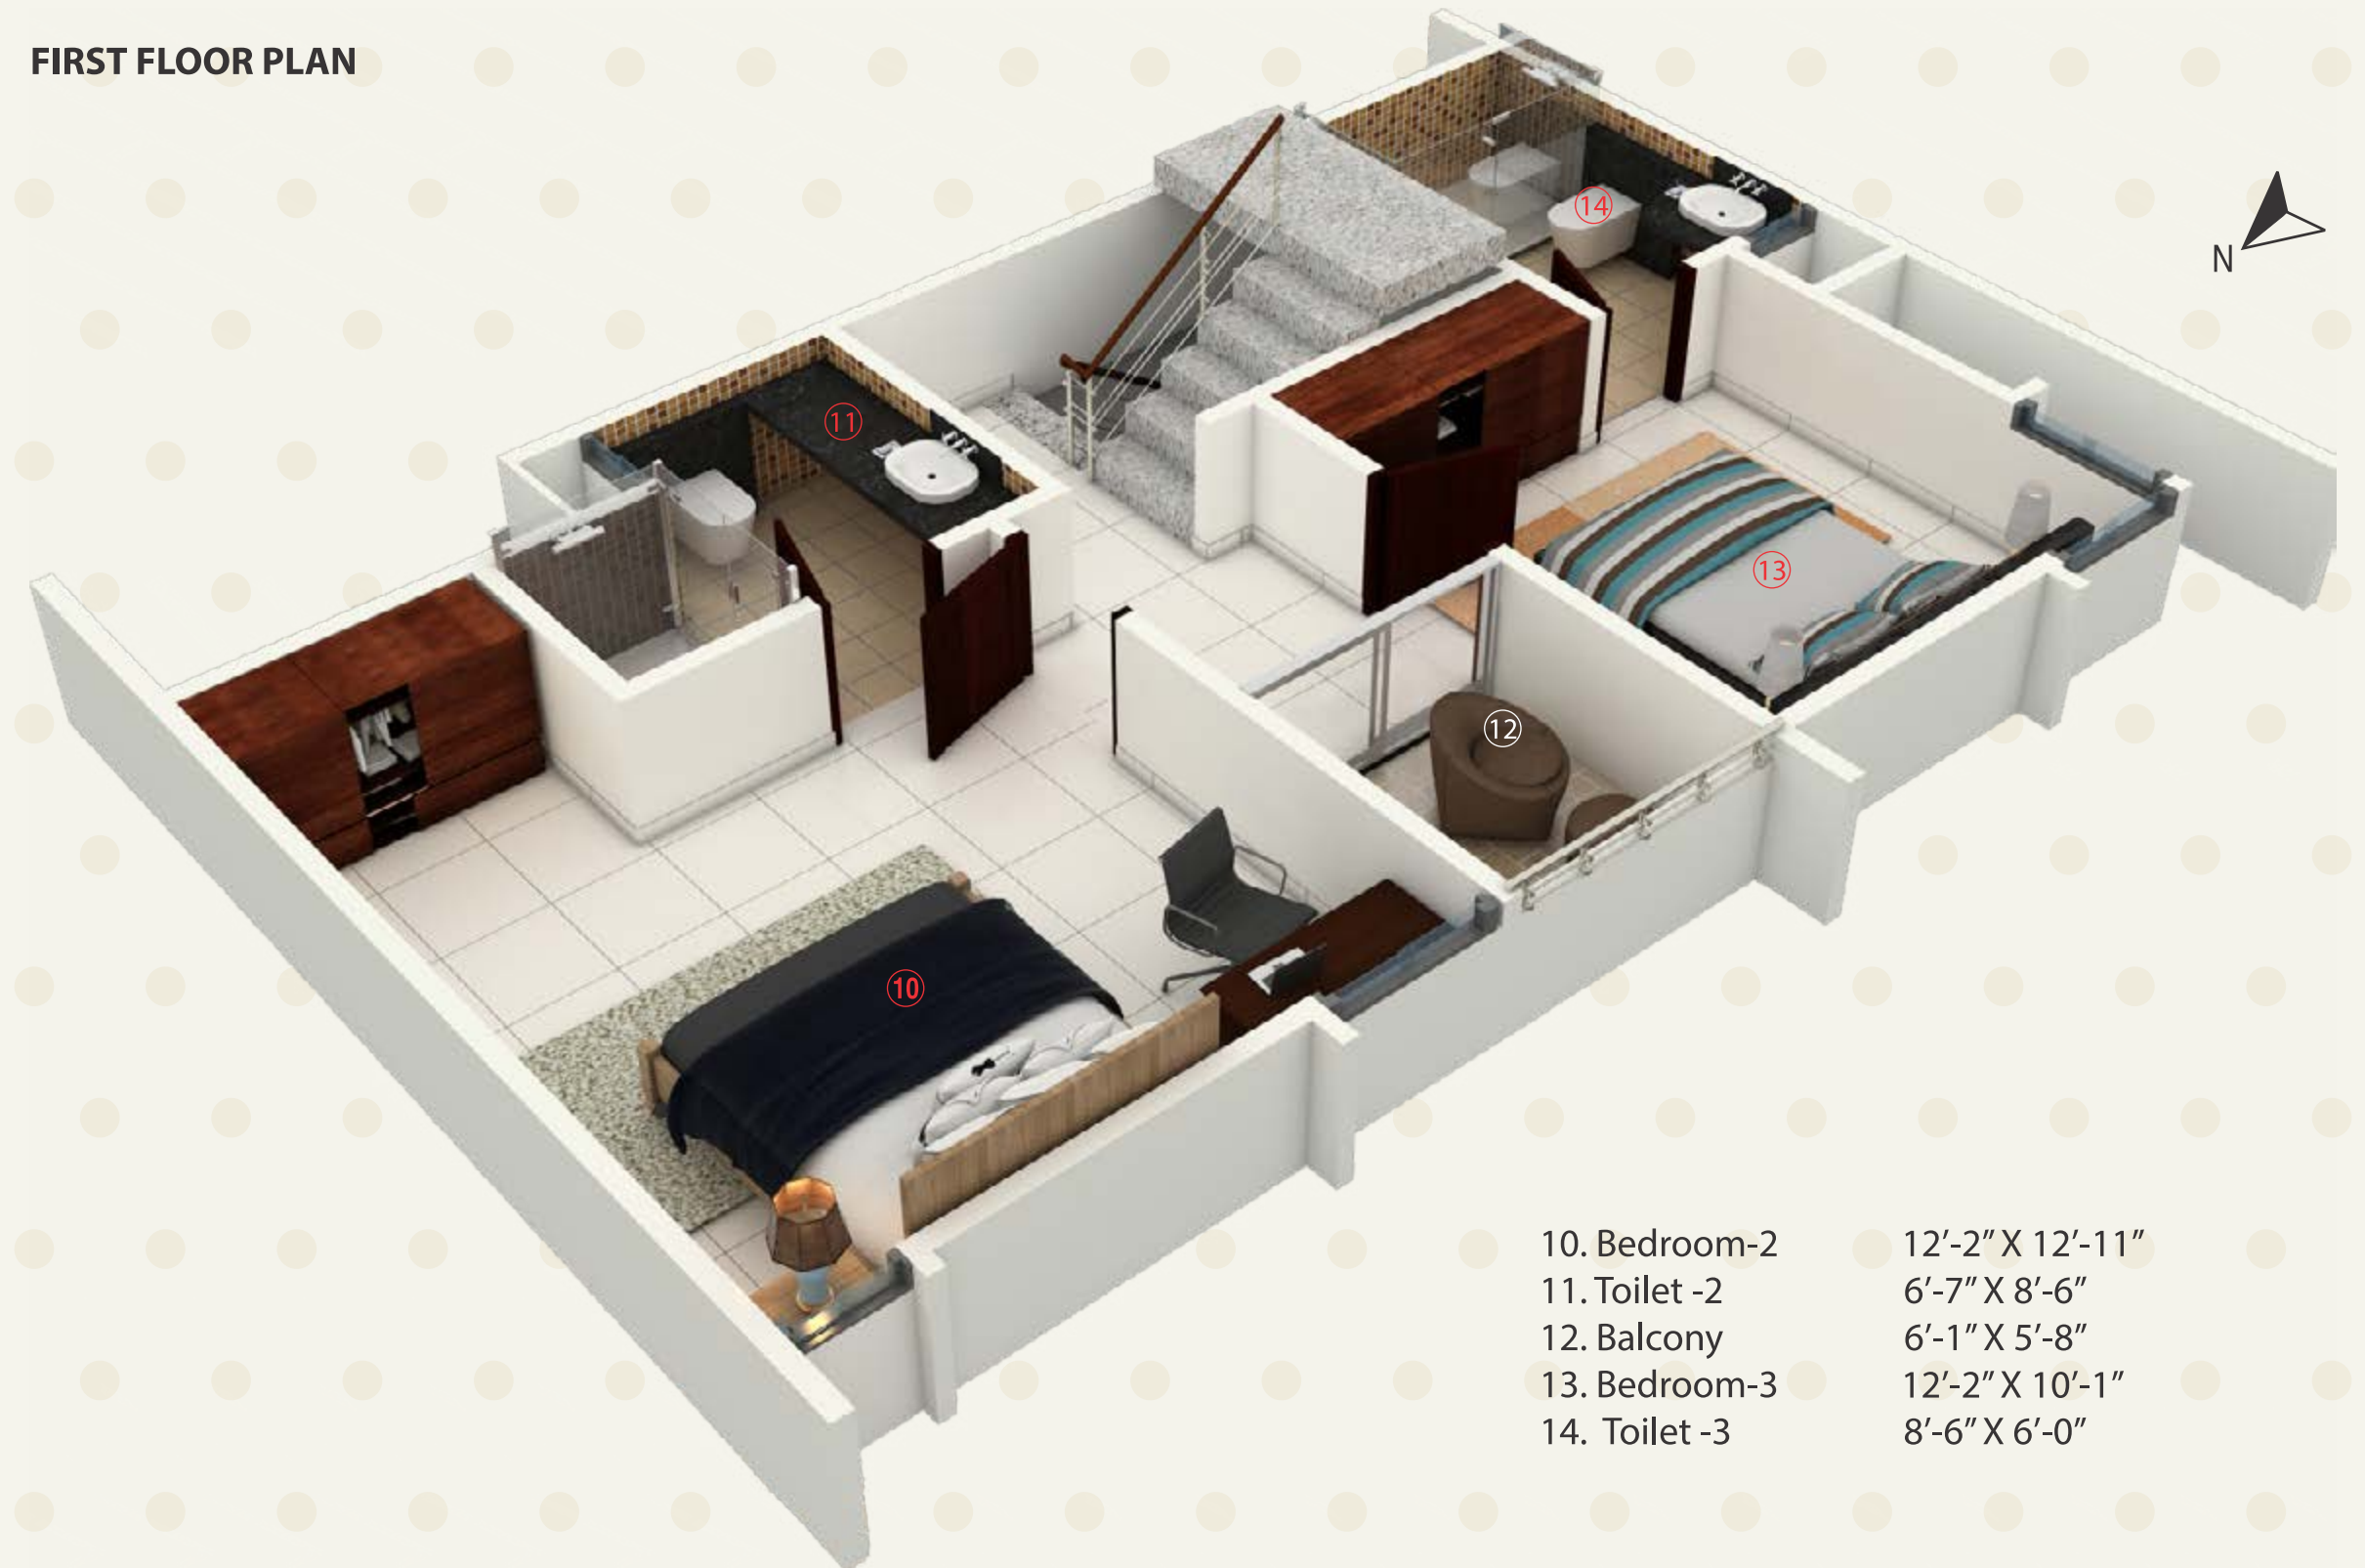 FIRST FLOOR PLAN
14
N
11
13
12
10
10. Bedroom-2 12’-2” X 12’-11”
11. Toilet -2 6’-7” X 8’-6”
12. Balcony 6’-1” X 5’-8”
13. Bedroom-3 12’-2” X 10’-1”
14. Toilet -3 8’-6” X 6’-0”